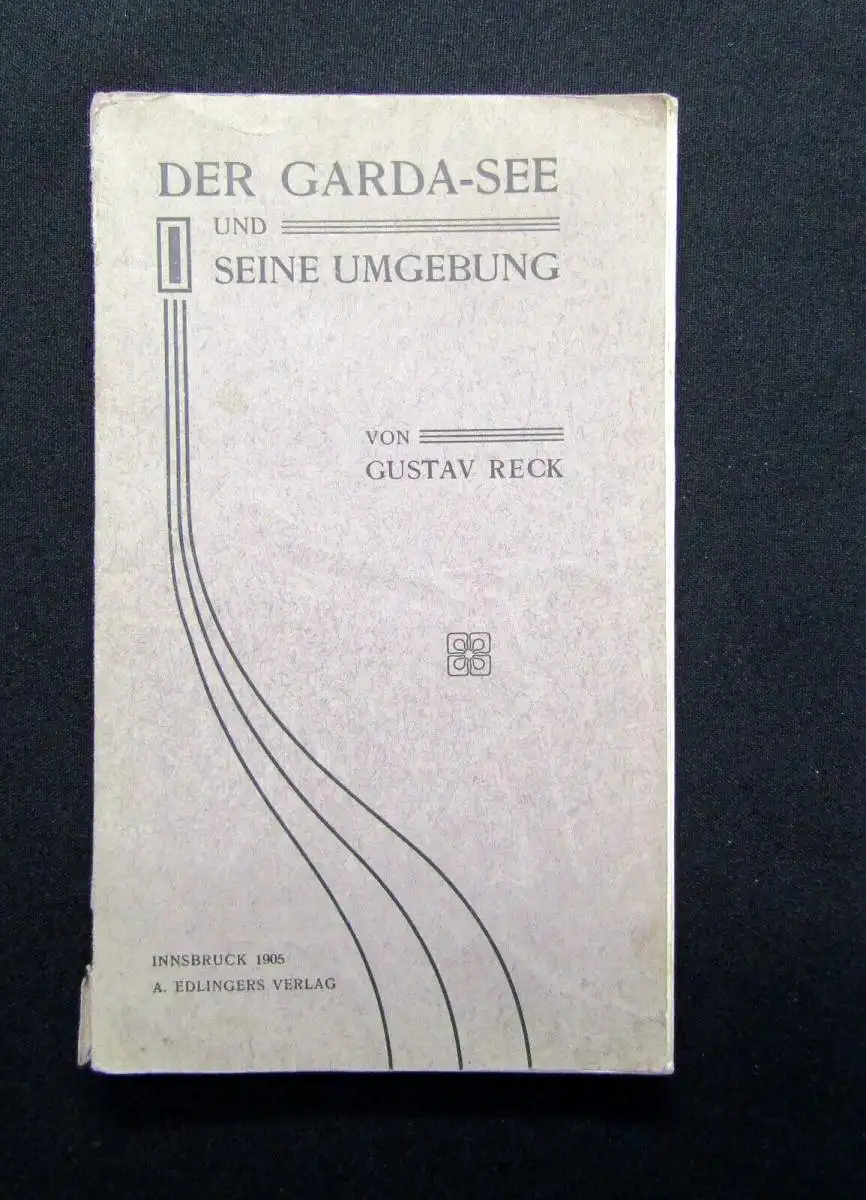 DER GARDA-SEE
UND
SEINE UMGEBUNG
VON
GUSTAV RECK
INNSBRUCK 1905
A. EDLINGERS VERLAG